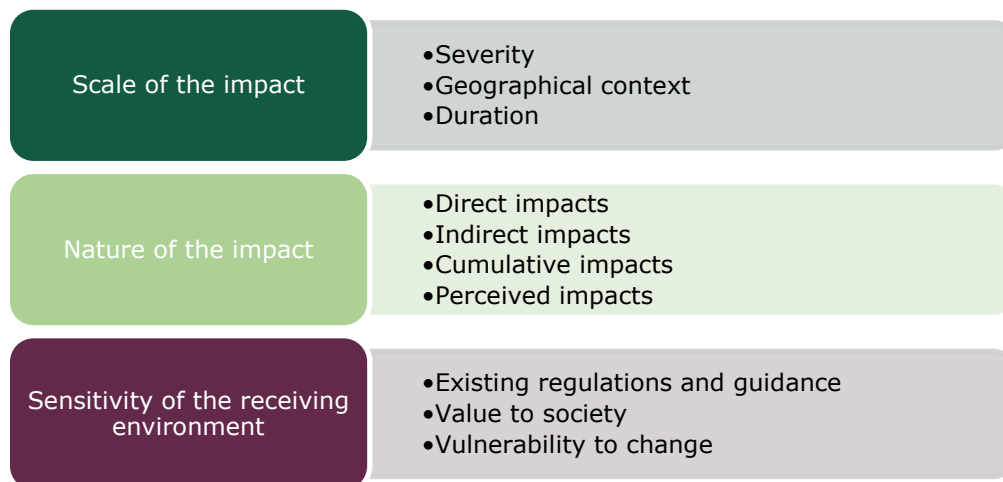 Scale of the impact
•Severity
•Geographical context
•Duration
Nature of the impact
•Direct impacts
•Indirect impacts
•Cumulative impacts
•Perceived impacts
Sensitivity of the receiving
environment
•Existing regulations and guidance
•Value to society
•Vulnerability to change